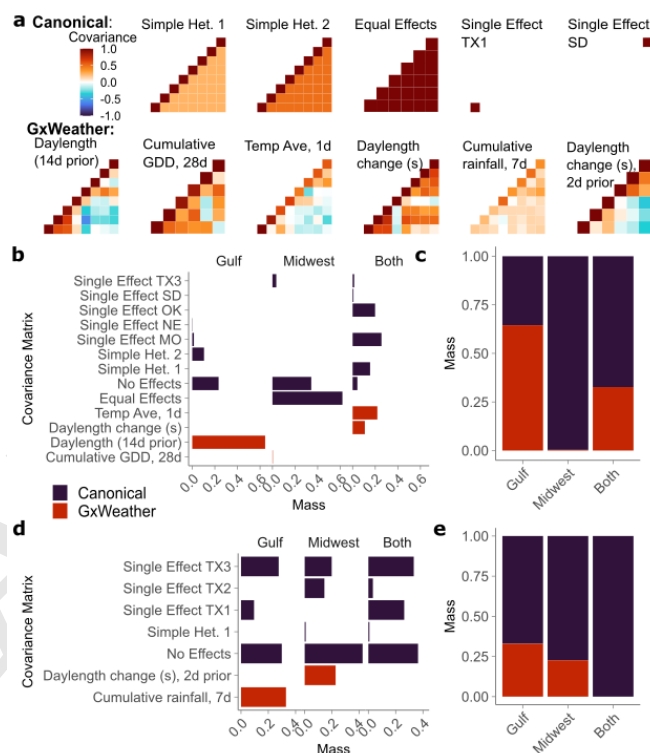 a Canonical:
Covariance
1.0
0.5
0.0
-0.5
-1.0
Simple Het. 1
Simple Het. 2
Equal Effects
Single Effect
TX1
Single Effect
SD
GxWeather:
Daylength
(14d prior)
Cumulative
GDD, 28d
Temp Ave, 1d
Daylength
change (s)
Cumulative
rainfall, 7d
Daylength
change (s),
2d prior
b
Gulf Midwest Both
Covariance Matrix
Single Effect TX3
Single Effect SD
Single Effect OK
Single Effect NE
Single Effect MO
Simple Het. 2
Simple Het. 1
No Effects
Equal Effects
Temp Ave, 1d
Daylength change (s)
Daylength (14d prior)
Cumulative GDD, 28d
0.0 0.2 0.4 0.6 0.0 0.2 0.4 0.6 0.0 0.2 0.4 0.6
Mass
Canonical
GxWeather
c
Mass
1.00
0.75
0.50
0.25
0.00
Gulf Midwest Both
d
Gulf Midwest Both
Covariance Matrix
Single Effect TX3
Single Effect TX2
Single Effect TX1
Simple Het. 1
No Effects
Daylength change (s), 2d prior
Cumulative rainfall, 7d
0.0 0.2 0.4 0.0 0.2 0.4 0.0 0.2 0.4
Mass
e
Mass
1.00
0.75
0.50
0.25
0.00
Gulf Midwest Both